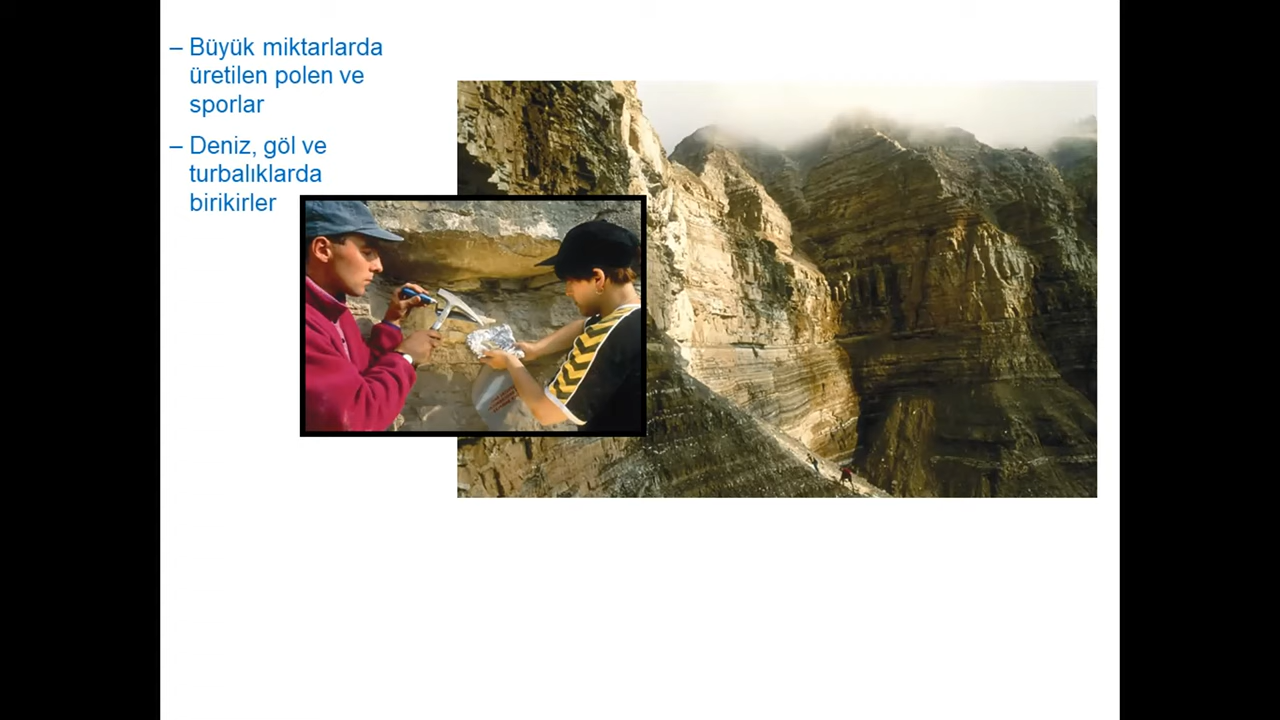 – Büyük miktarlarda
üretilen polen ve
sporlar
– Deniz, göl ve
turbalıklarda
birikirler